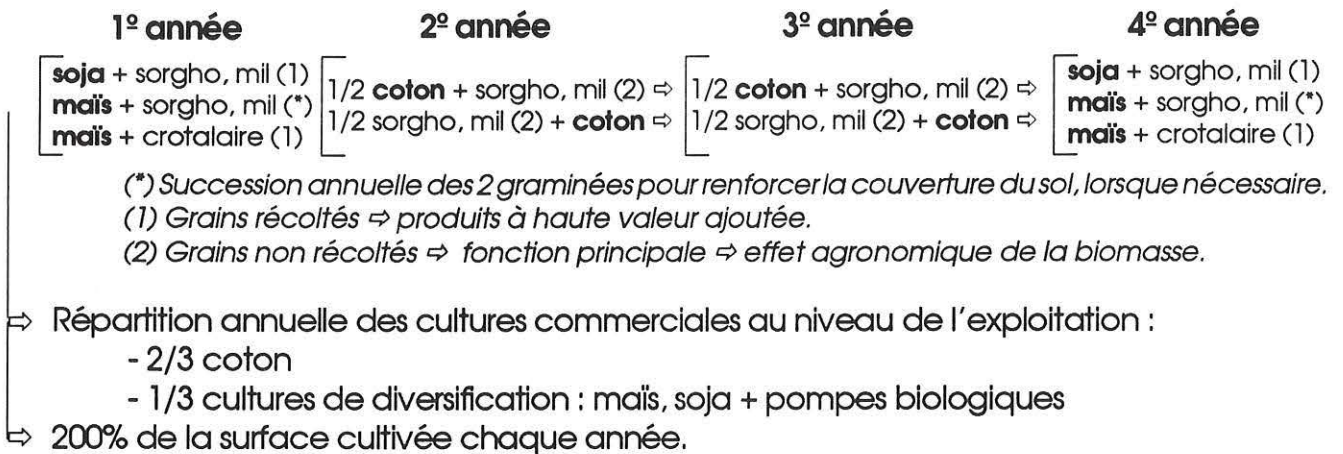 1º année 2º année 3º année 4º année
soja + sorgho, mil (1)
maïs + sorgho, mil (*)
maïs + crotalaire (1)
1/2 coton + sorgho, mil (2) ⇨
1/2 sorgho, mil (2) + coton ⇨
1/2 coton + sorgho, mil (2) ⇨
1/2 sorgho, mil (2) + coton ⇨
soja + sorgho, mil (1)
maïs + sorgho, mil (*)
maïs + crotalaire (1)
(*) Succession annuelle des 2 graminées pour renforcer la couverture du sol, lorsque nécessaire.
(1) Grains récoltés ⇨ produits à haute valeur ajoutée.
(2) Grains non récoltés ⇨ fonction principale ⇨ effet agronomique de la biomasse.
⇨ Répartition annuelle des cultures commerciales au niveau de l'exploitation :
- 2/3 coton
- 1/3 cultures de diversification : maïs, soja + pompes biologiques
⇨ 200% de la surface cultivée chaque année.